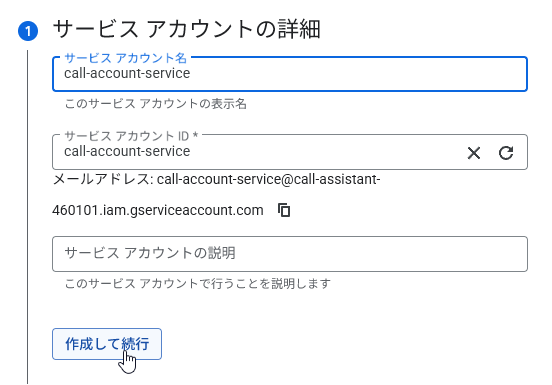 1 サービス アカウントの詳細
サービス アカウント名
call-account-service
このサービス アカウントの表示名
サービス アカウント ID *
call-account-service
メールアドレス: call-account-service@call-assistant-
460101.iam.gserviceaccount.com
サービス アカウントの説明
このサービス アカウントで行うことを説明します
作成して続行